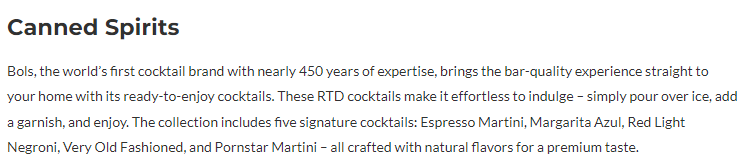 Canned Spirits
Bols, the world’s first cocktail brand with nearly 450 years of expertise, brings the bar-quality experience straight to
your home with its ready-to-enjoy cocktails. These RTD cocktails make it effortless to indulge – simply pour over ice, add
a garnish, and enjoy. The collection includes five signature cocktails: Espresso Martini, Margarita Azul, Red Light
Negroni, Very Old Fashioned, and Pornstar Martini – all crafted with natural flavors for a premium taste.